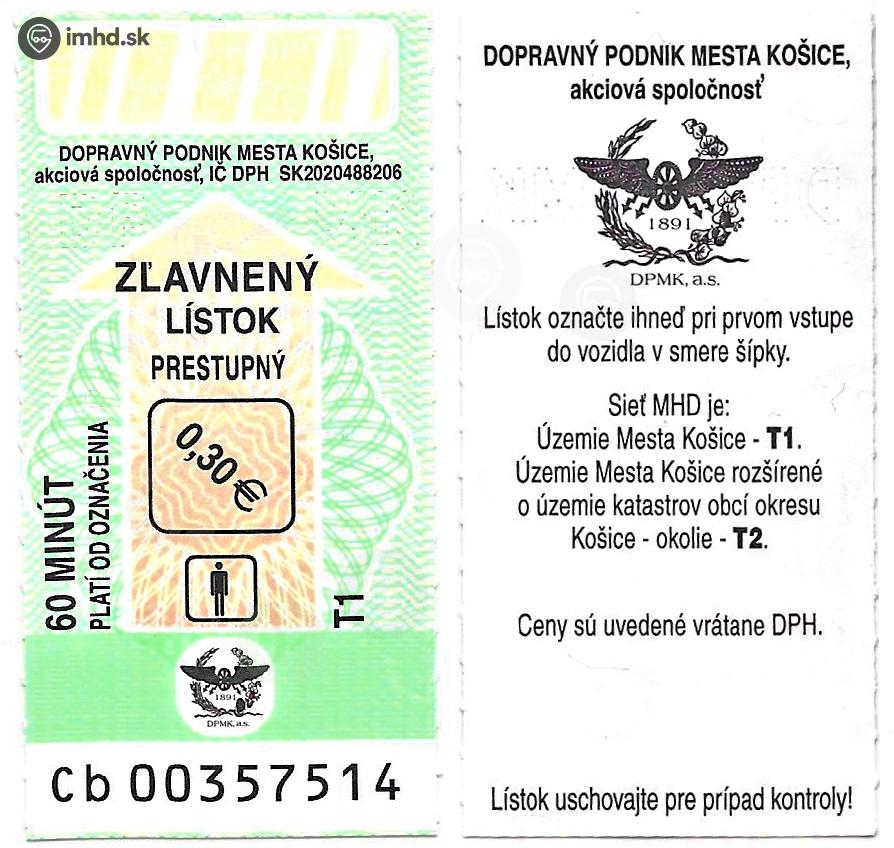 imhd.sk
DOPRAVNÝ PODNIK MESTA KOŠICE,
akciová spoločnosť, IČ DPH SK2020488206
ZĽAVNENÝ
LÍSTOK
PRESTUPNÝ
0,30 €
60 MINÚT
PLATÍ OD OZNAČENIA
T1
1891
DPMK, a.s.
Cb 00357514
DOPRAVNÝ PODNIK MESTA KOŠICE,
akciová spoločnosť
1891
DPMK, a.s.
Lístok označte ihneď pri prvom vstupe
do vozidla v smere šípky.
Sieť MHD je:
Územie Mesta Košice - T1.
Územie Mesta Košice rozšírené
o územie katastrov obcí okresu
Košice - okolie - T2.
Ceny sú uvedené vrátane DPH.
Lístok uschovajte pre prípad kontroly!